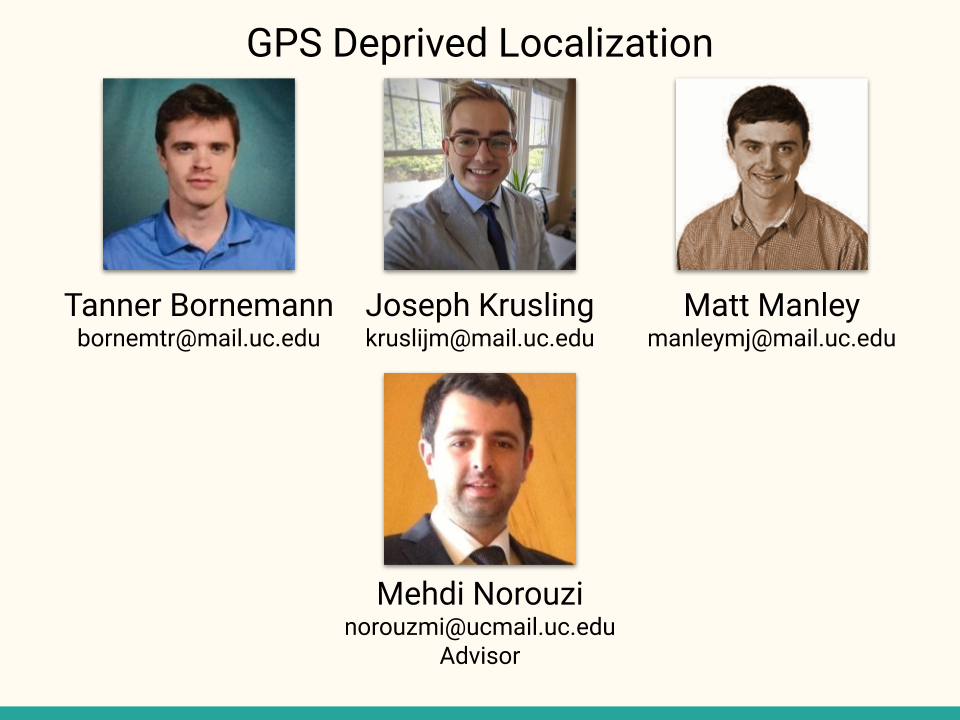 GPS Deprived Localization
Tanner Bornemann
bornemtr@mail.uc.edu
Joseph Krusling
kruslijm@mail.uc.edu
Matt Manley
manleymj@mail.uc.edu
Mehdi Norouzi
norouzmi@ucmail.uc.edu
Advisor